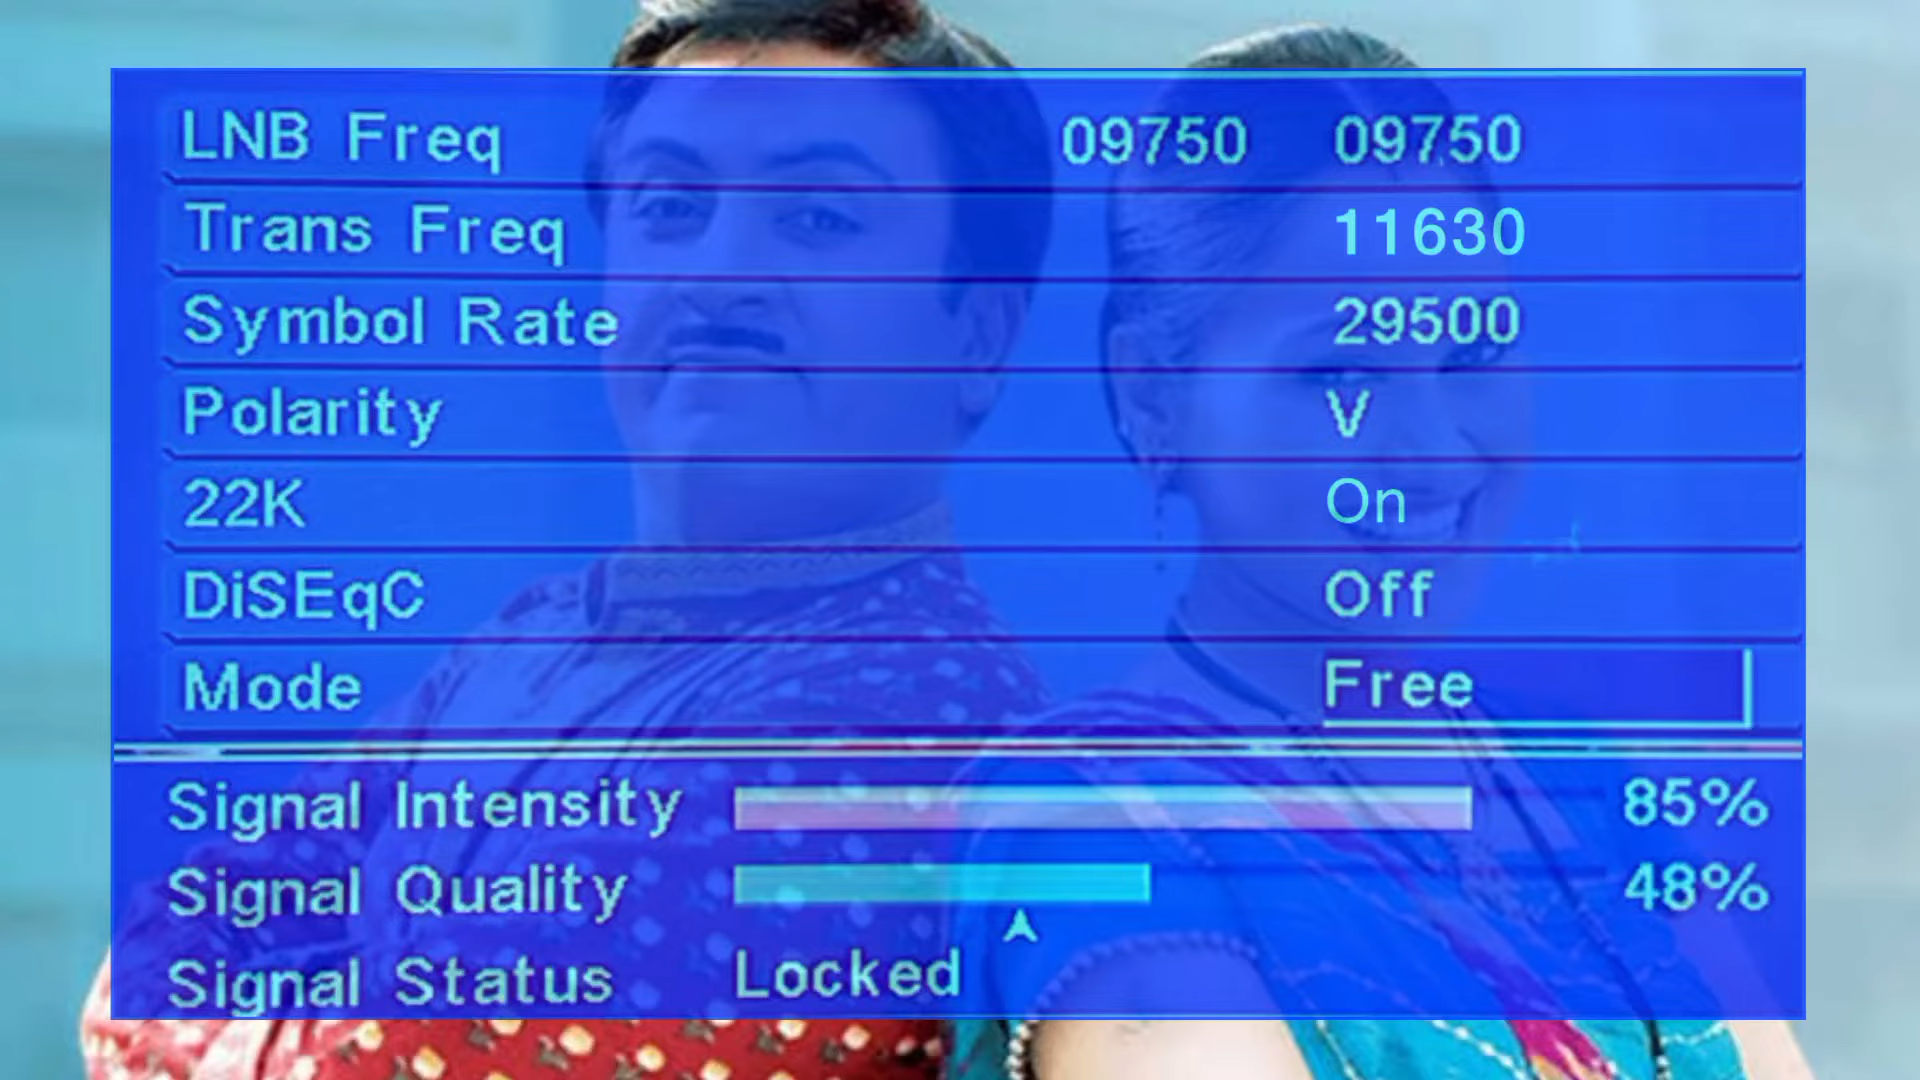 LNB Freq 09750 09750
Trans Freq 11630
Symbol Rate 29500
Polarity V
22K On
DiSEqC Off
Mode Free
Signal Intensity 85%
Signal Quality 48%
Signal Status Locked